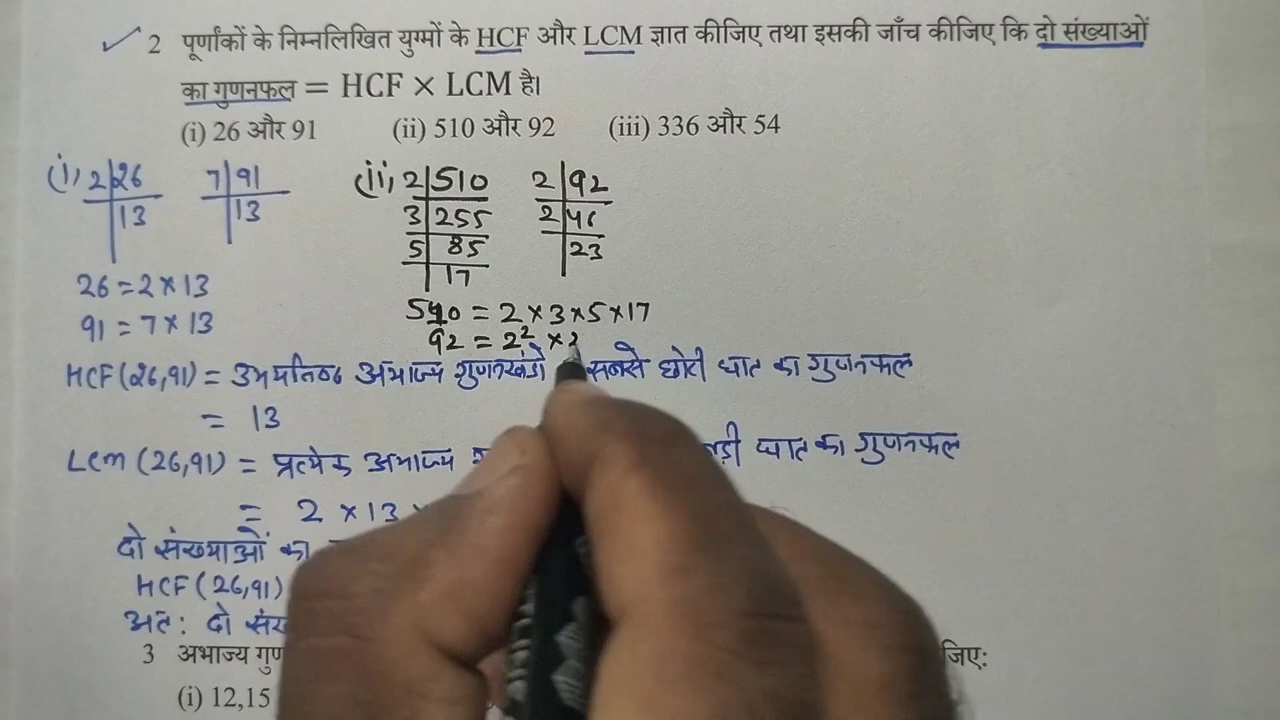 2 पूर्णांकों के निम्नलिखित युग्मों के HCF और LCM ज्ञात कीजिए तथा इसकी जाँच कीजिए कि दो संख्याओं
का गुणनफल = HCF × LCM है।
(i) 26 और 91 (ii) 510 और 92 (iii) 336 और 54
(i) 2 | 26
13
7 | 91
13
26 = 2 × 13
91 = 7 × 13
(ii) 2 | 510
3 | 255
5 | 85
17
2 | 92
2 | 46
23
510 = 2 × 3 × 5 × 17
92 = 2² × 2
HCF (26,91) = उभयनिष्ठ अभाज्य गुणनखंडो सबसे छोटी घात का गुणनफल
= 13
LCM (26,91) = प्रत्येक अभाज्य घात का गुणनफल
= 2 × 13
दो संख्याओं का
HCF (26,91)
अतः दो
3 अभाज्य
(i) 12,15